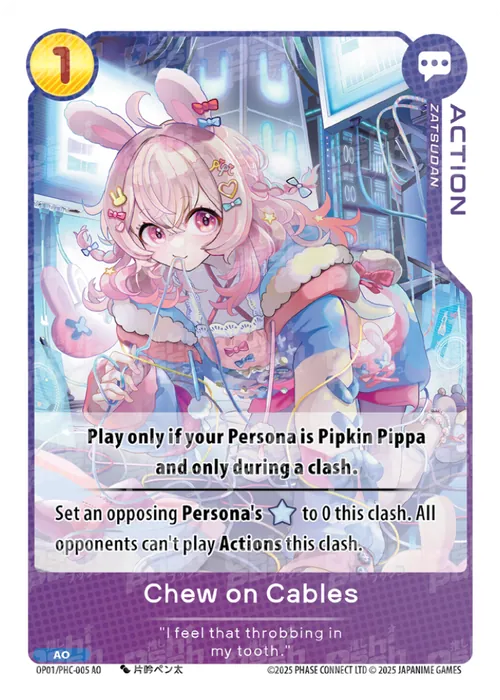 1
ACTION
ZATSUDAN
Play only if your Persona is Pipkin Pippa
and only during a clash.
Set an opposing Persona's to 0 this clash. All
opponents can't play Actions this clash.
Chew on Cables
"I feel that throbbing in
my tooth."
AO
OP01/PHC-005 AO
片吟ペン太
©2025 PHASE CONNECT LTD © 2025 JAPANIME GAMES